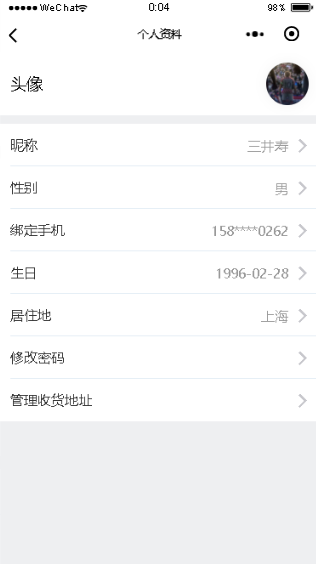 ●●●●● WeChat 0:04 98%
个人资料
头像
昵称 三井寿
性别 男
绑定手机 158****0262
生日 1996-02-28
居住地 上海
修改密码
管理收货地址